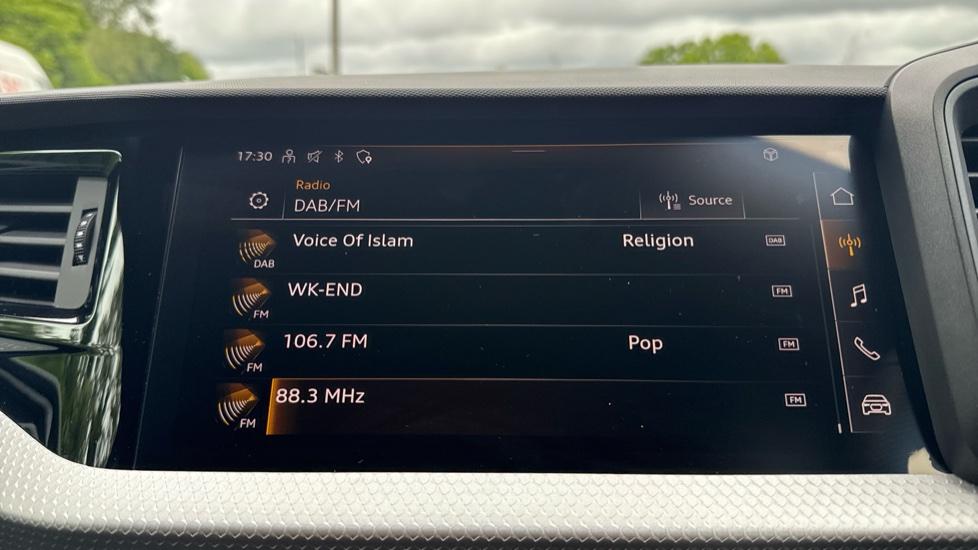 17:30
Radio
DAB/FM
Source
Voice Of Islam Religion DAB
DAB
WK-END FM
FM
106.7 FM Pop FM
FM
88.3 MHz FM
FM